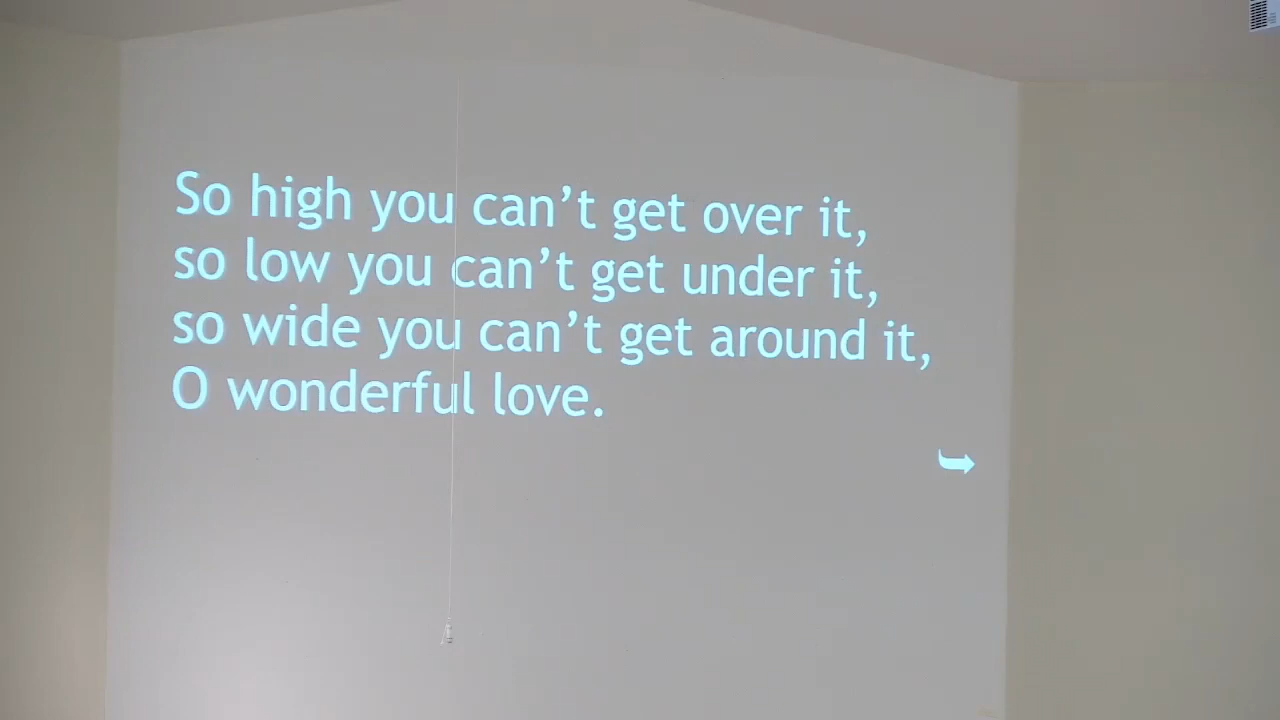 So high you can’t get over it,
so low you can’t get under it,
so wide you can’t get around it,
O wonderful love.